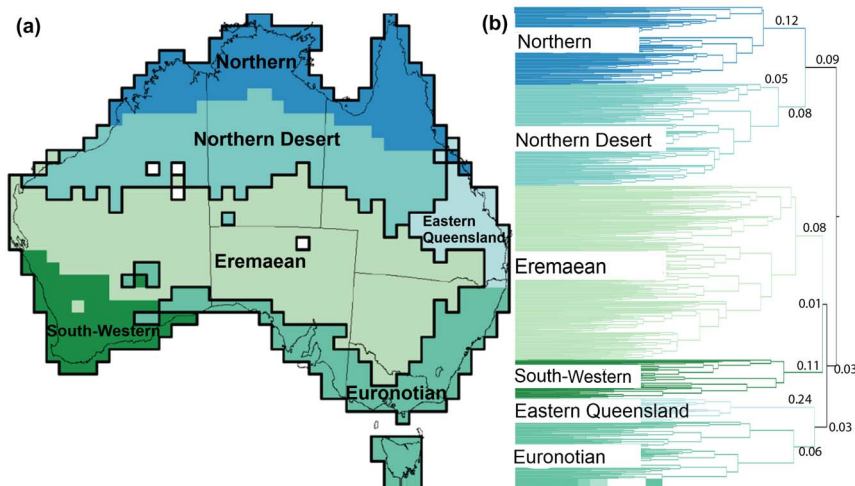 (a)
Northern
Northern Desert
Eastern
Queensland
Eremaean
South-Western
Euronotian
(b)
0.12
Northern
0.09
0.05
0.08
Northern Desert
0.08
Eremaean
0.01
0.11
0.03
South-Western
0.24
Eastern Queensland
0.03
0.06
Euronotian